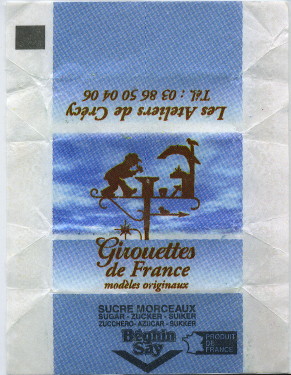 Les Ateliers de Crécy
Tél. : 03 86 50 04 06
Girouettes
de France
modèles originaux
SUCRE MORCEAUX
SUGAR - ZUCKER - SUIKER
ZUCCHERO - AZUCAR - SUKKER
Béghin
Say
PRODUIT
DE
FRANCE